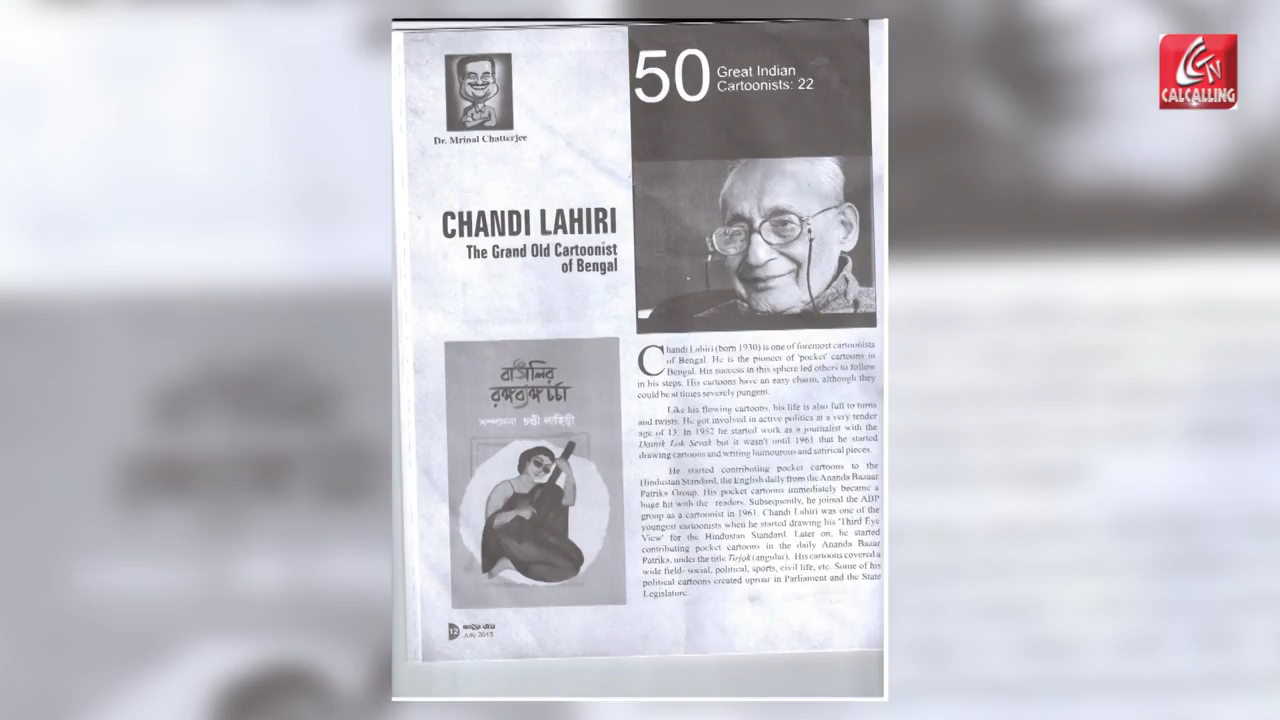 CALCALLING
Dr. Mrinal Chatterjee
50
Great Indian
Cartoonists: 22
CHANDI LAHIRI
The Grand Old Cartoonist
of Bengal
বাঙালির
রঙ্গব্যঙ্গ চর্চা
সম্পাদনা চণ্ডী লাহিড়ী
Chandi Lahiri (born 1930) is one of foremost cartoonists
of Bengal. He is the pioneer of 'pocket' cartoons in
Bengal. His success in this sphere led others to follow
in his steps. His cartoons have an easy charm, although they
could be at times severely pungent.
Like his flowing cartoons, his life is also full to turns
and twists. He got involved in active politics at a very tender
age of 13. In 1952 he started work as a journalist with the
Dainik Lok Sevak but it wasn't until 1961 that he started
drawing cartoons and writing humourous and satirical pieces.
He started contributing pocket cartoons to the
Hindustan Standard, the English daily from the Ananda Bazaar
Patrika Group. His pocket cartoons immediately became a
huge hit with the readers. Subsequently, he joined the ABP
group as a cartoonist in 1961. Chandi Lahiri was one of the
youngest cartoonists when he started drawing his 'Third Eye
View' for the Hindustan Standard. Later on, he started
contributing pocket cartoons in the daily Ananda Bazar
Patrika, under the title Tirjok (angular). His cartoons covered a
wide field- social, political, sports, civil life, etc. Some of his
political cartoons created uproar in Parliament and the State
Legislature.
12
July 2015